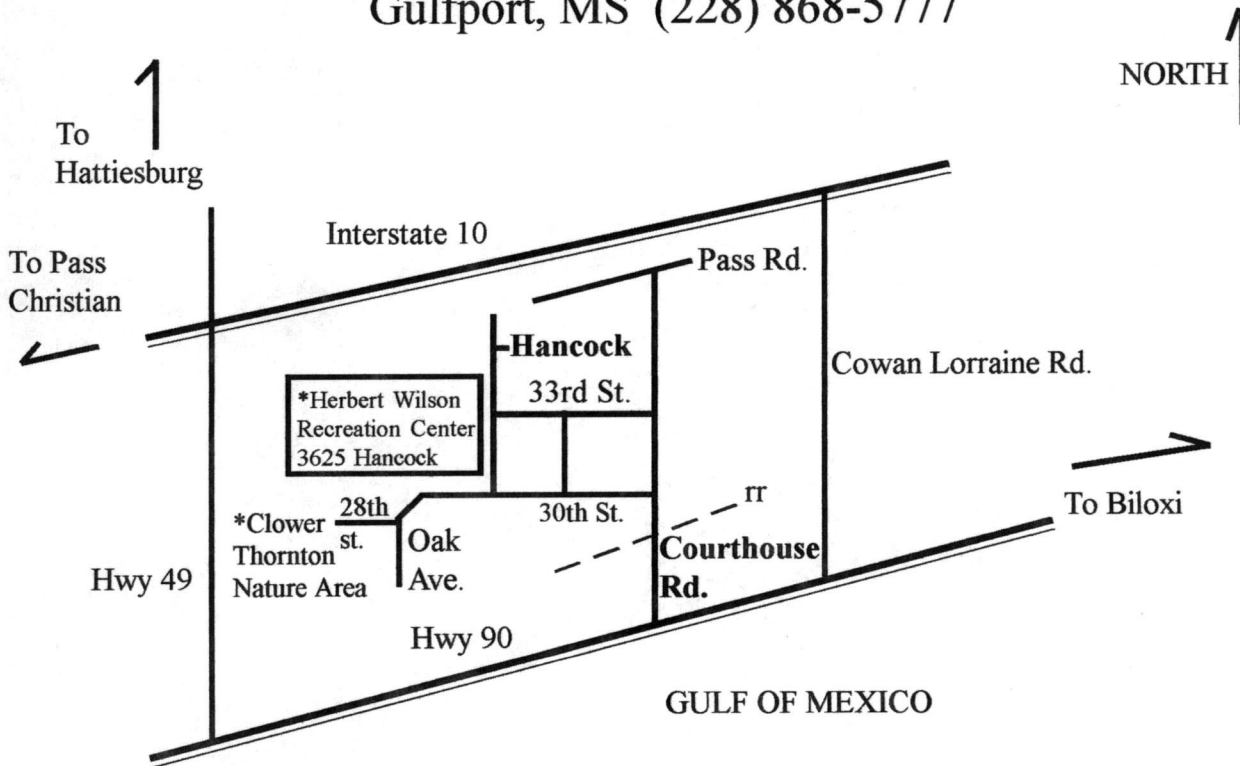 Gulfport, MS (228) 868-5777
NORTH
To
Hattiesburg
Interstate 10
To Pass
Christian
Pass Rd.
Hancock
33rd St.
Cowan Lorraine Rd.
*Herbert Wilson
Recreation Center
3625 Hancock
To Biloxi
rr
30th St.
28th
st.
*Clower
Thornton
Nature Area
Oak
Ave.
Courthouse
Rd.
Hwy 49
Hwy 90
GULF OF MEXICO